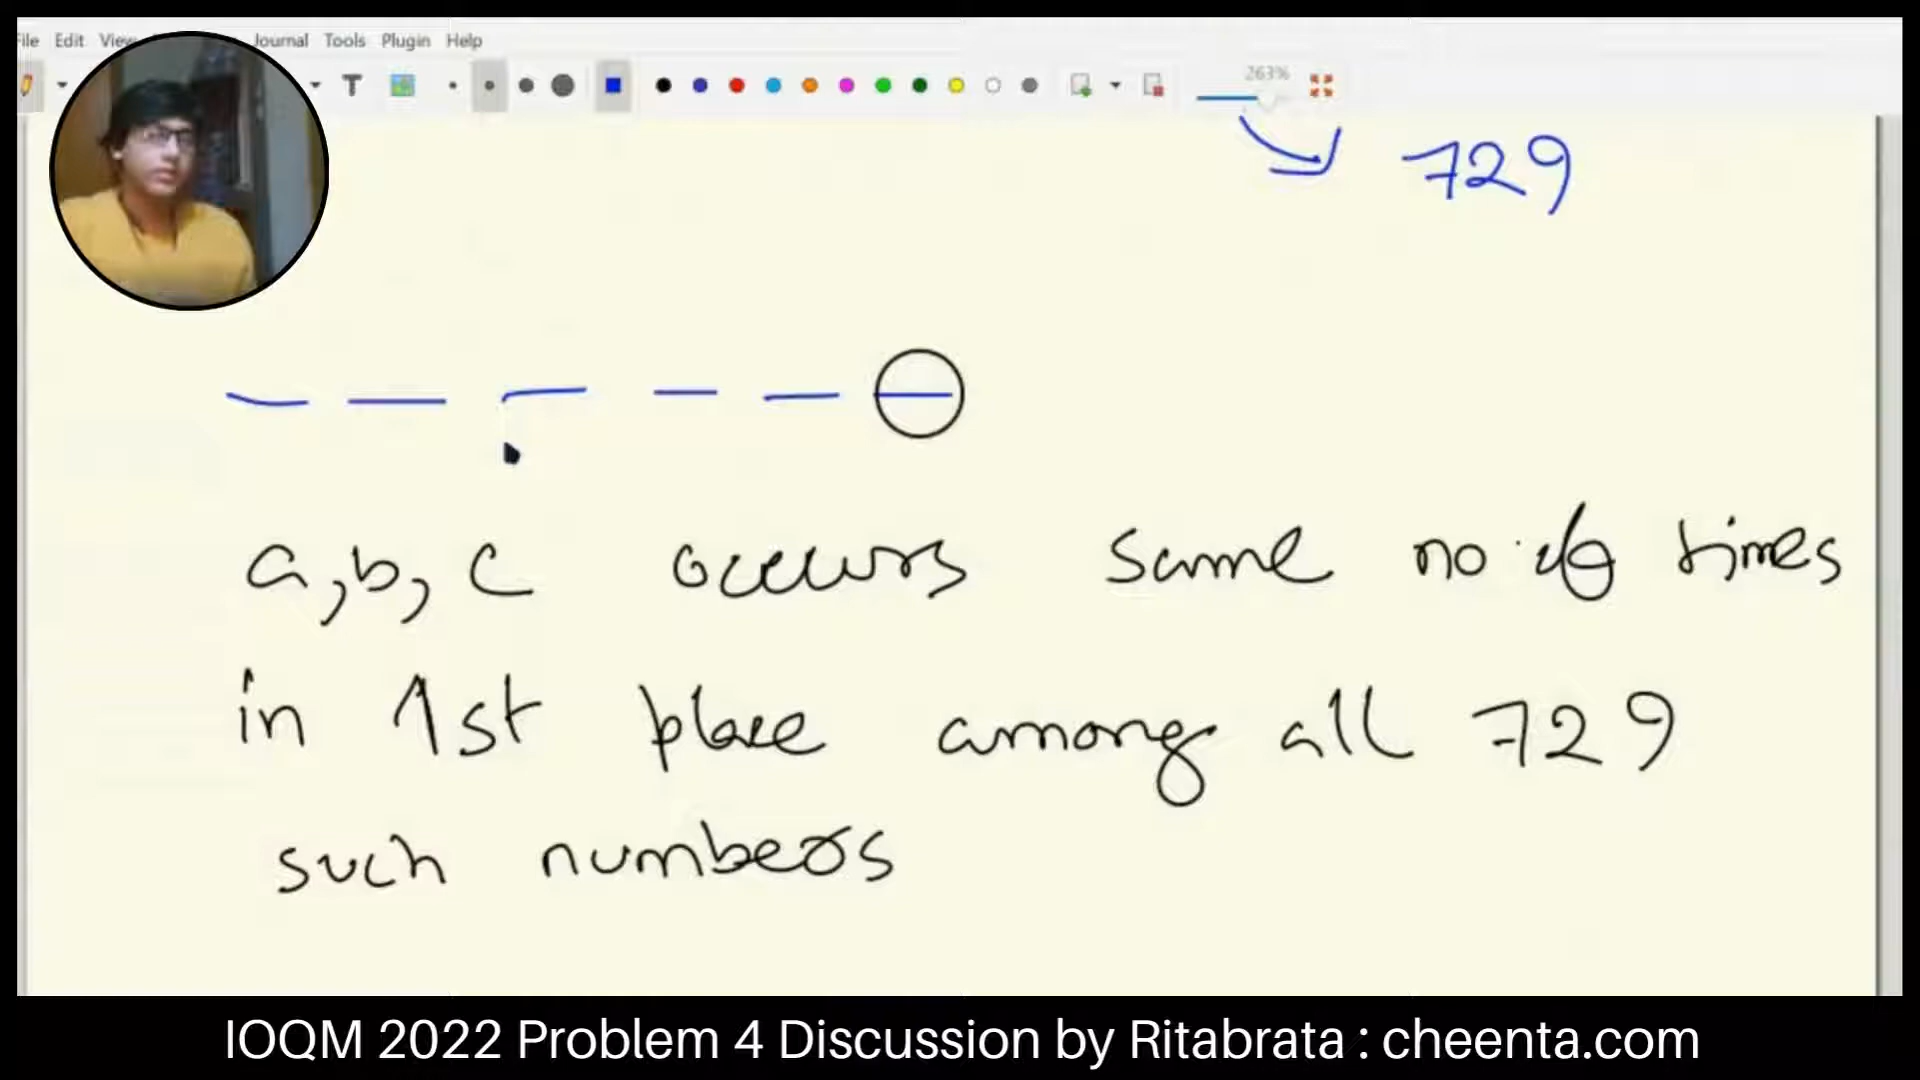 File Edit View Journal Tools Plugin Help
263%
729
a, b, c occurs same no. of times
in 1st place among all 729
such numbers
IOQM 2022 Problem 4 Discussion by Ritabrata : cheenta.com